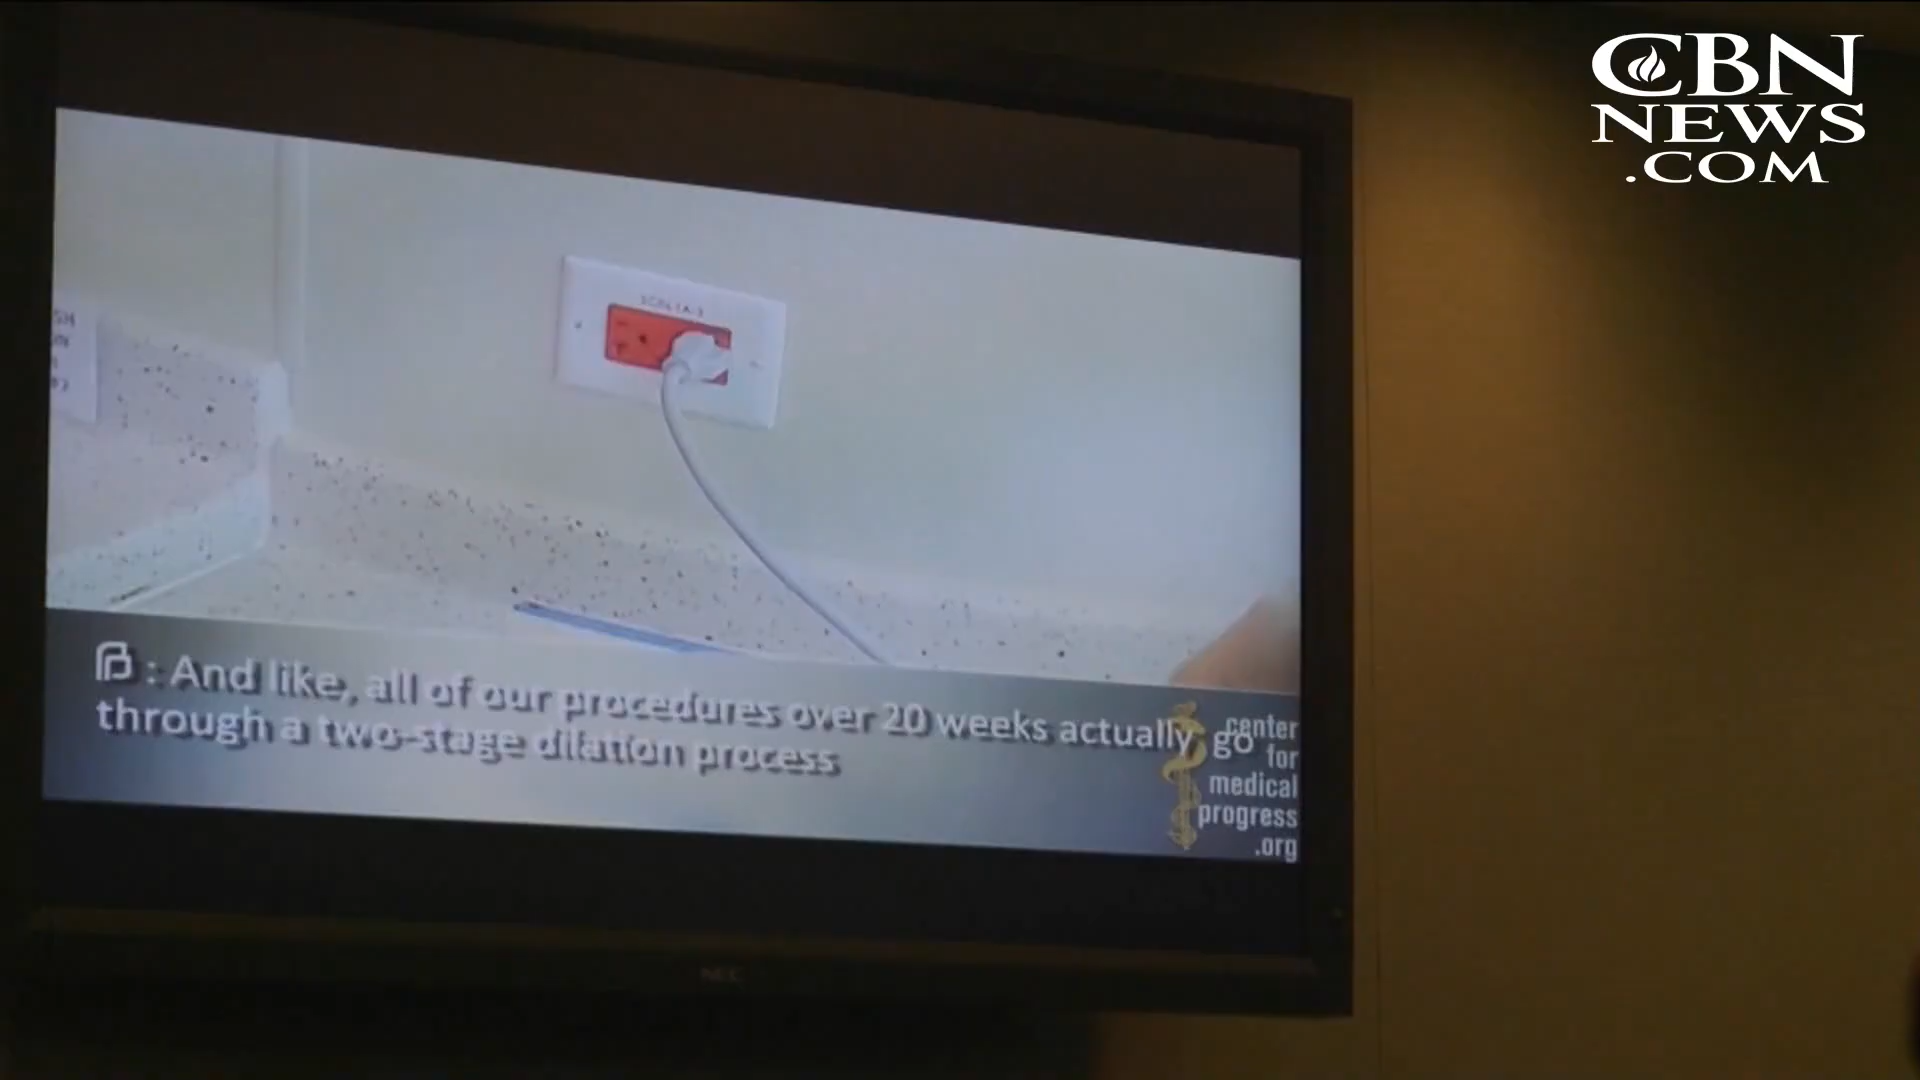 CBN
NEWS
.COM
: And like, all of our procedures over 20 weeks actually go
through a two-stage dilation process
center
for
medical
progress
.org
NEC